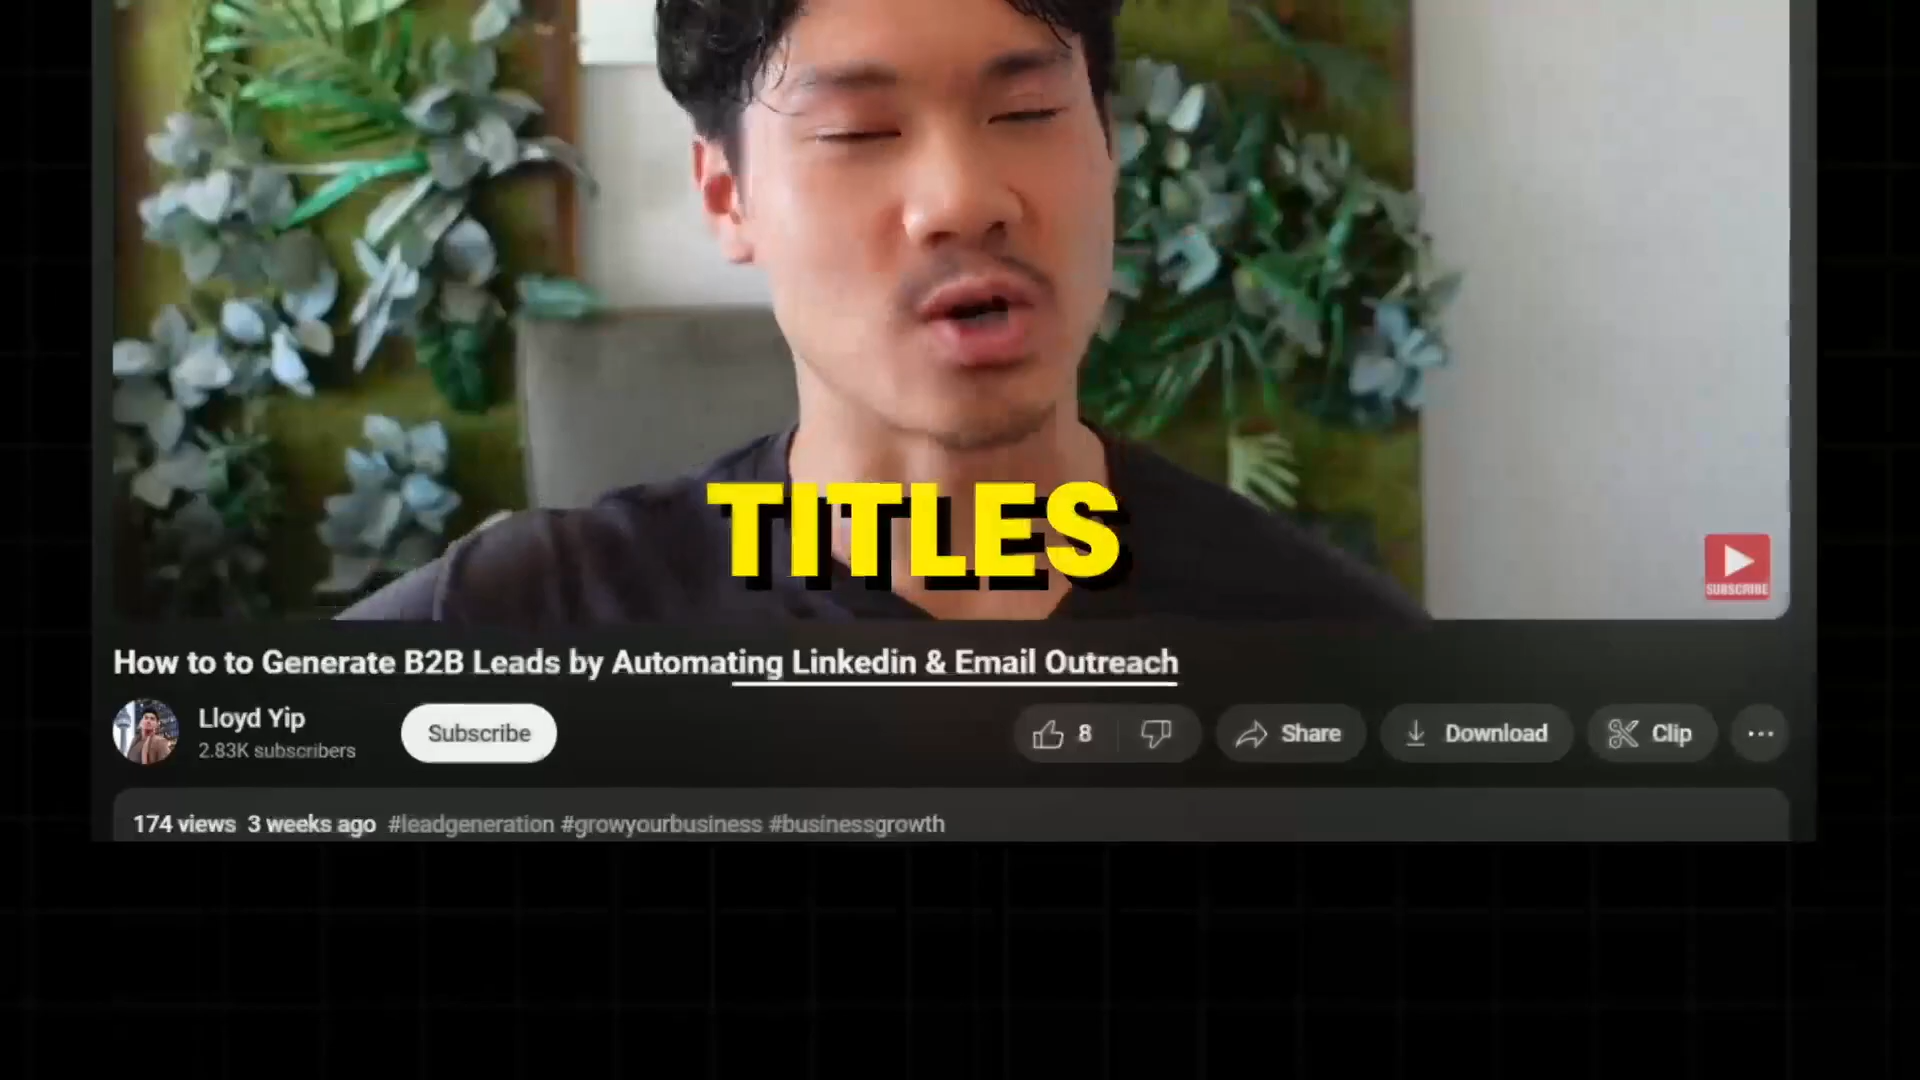 TITLES
SUBSCRIBE
How to to Generate B2B Leads by Automating Linkedin & Email Outreach
Lloyd Yip
2.83K subscribers
Subscribe
8
Share
Download
Clip
174 views 3 weeks ago #leadgeneration #growyourbusiness #businessgrowth